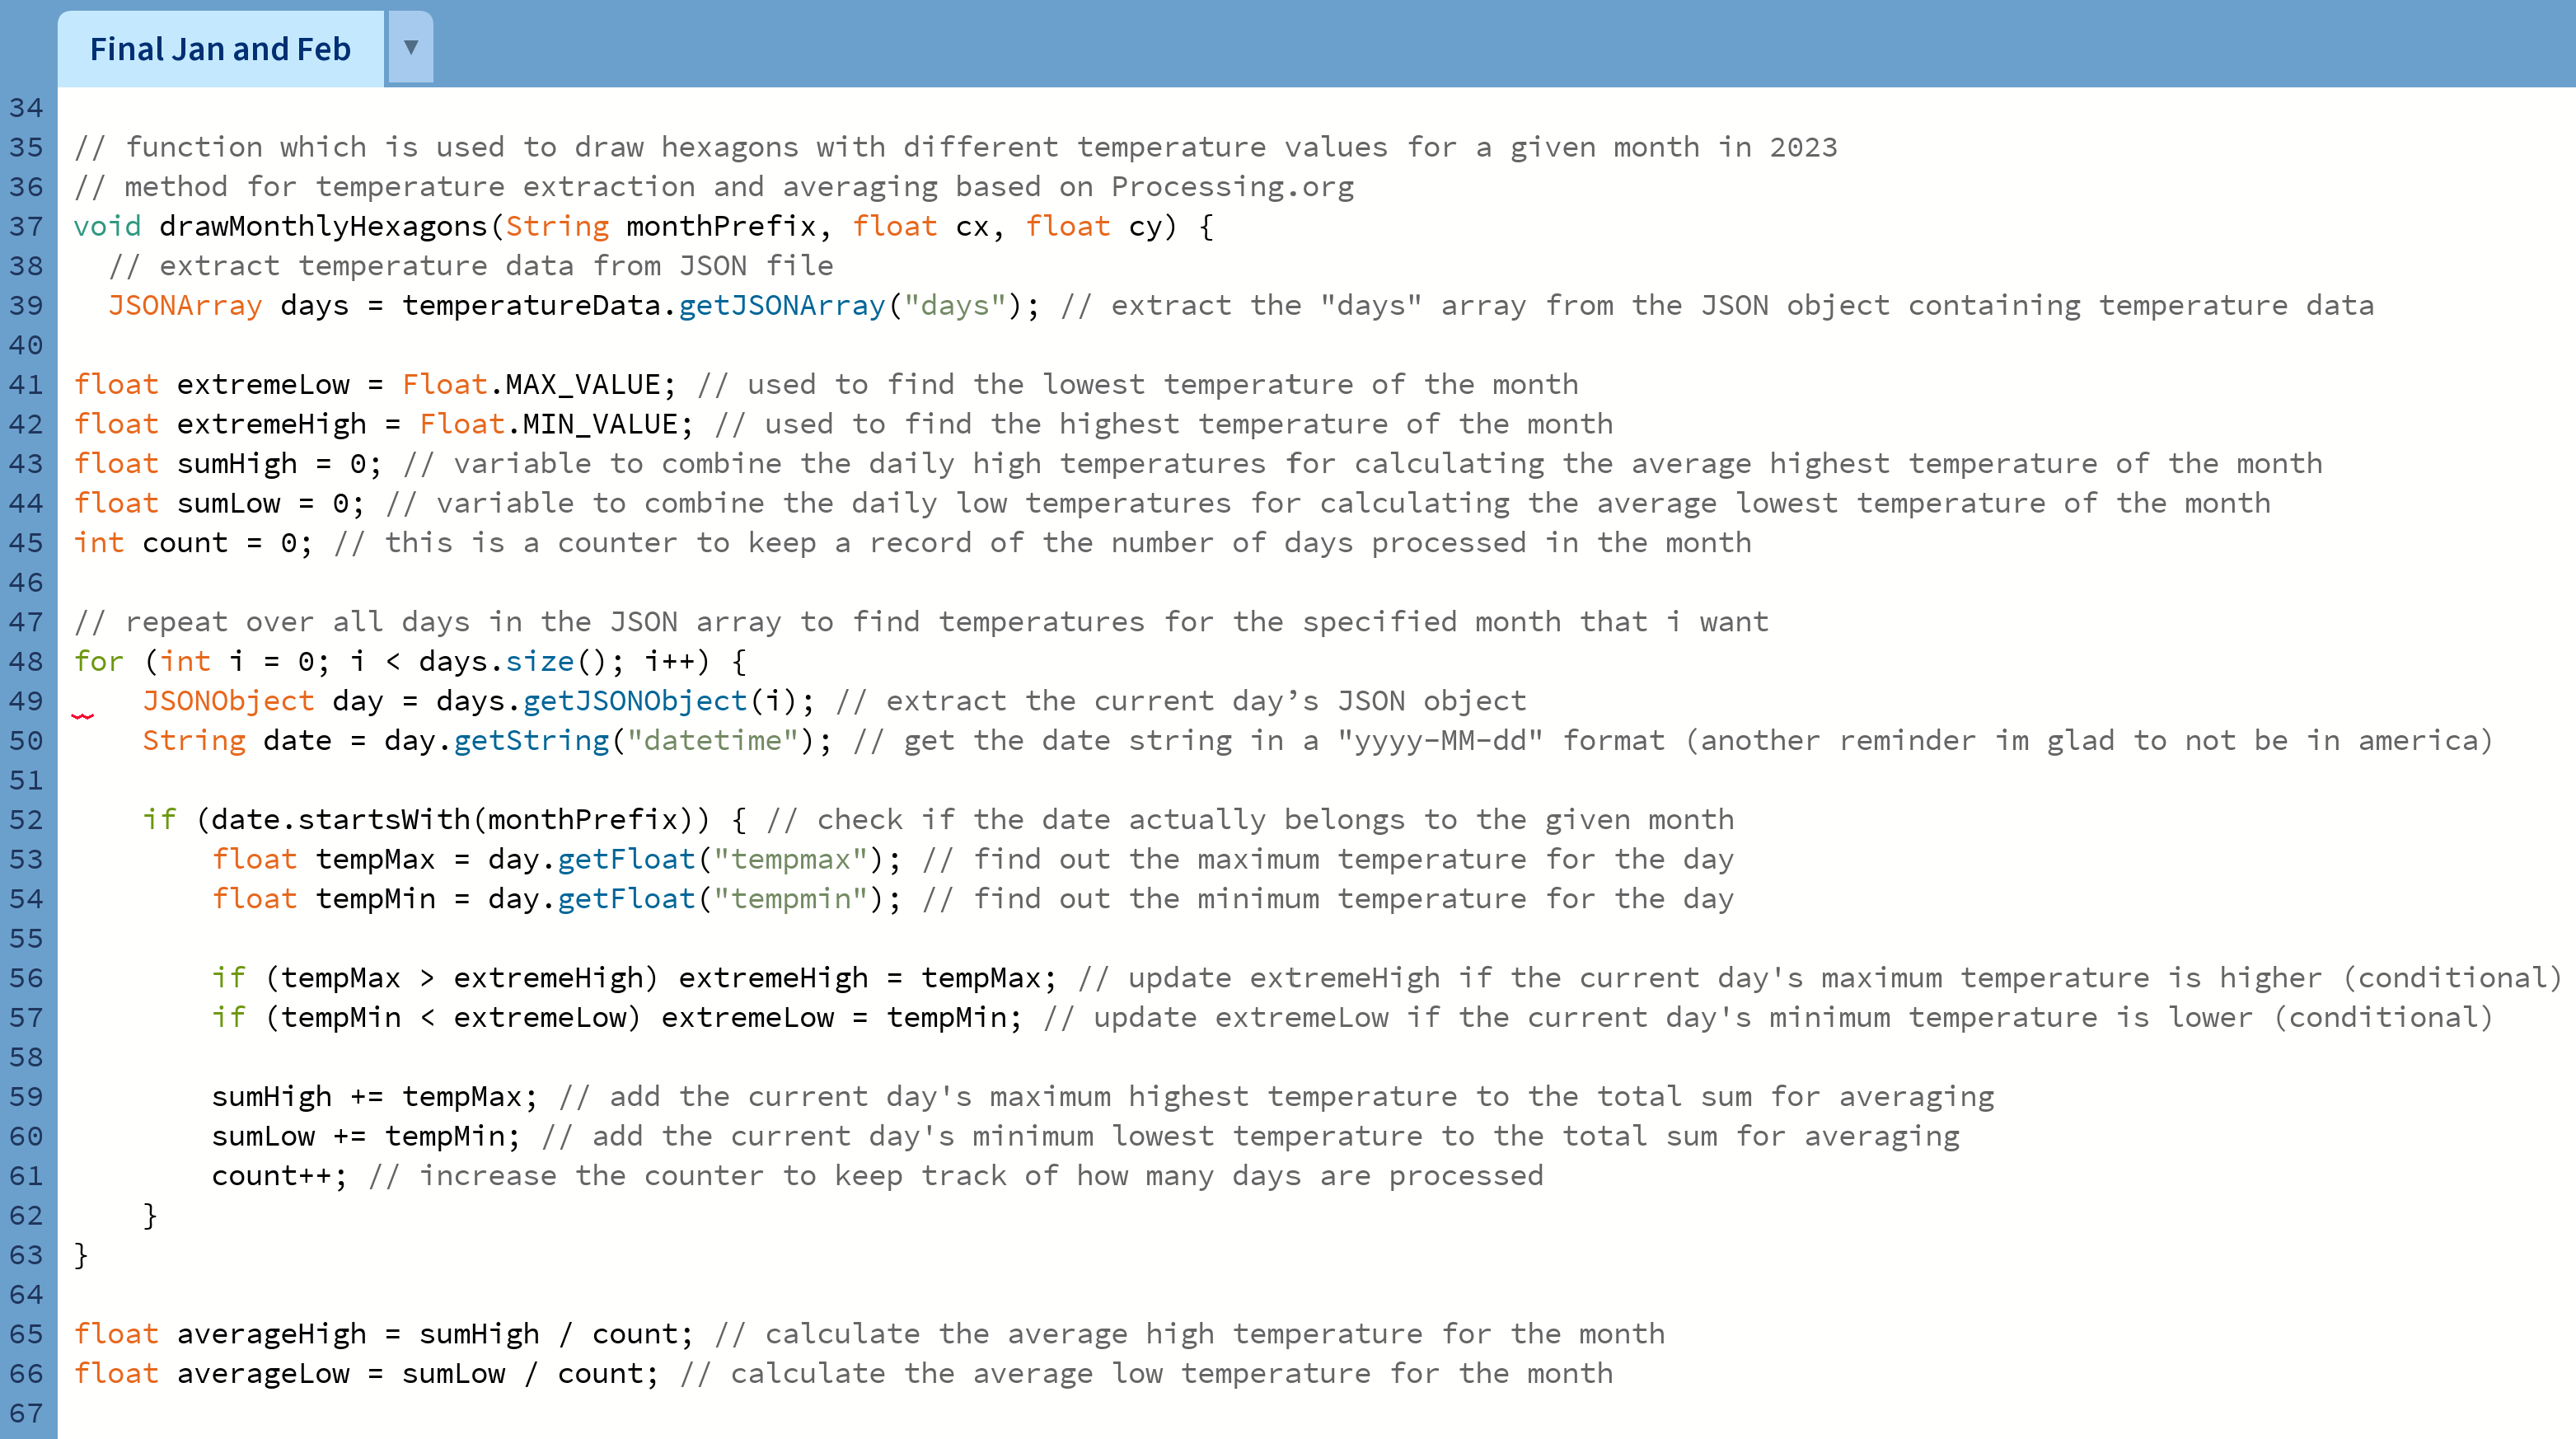 Final Jan and Feb ▼
34
35 // function which is used to draw hexagons with different temperature values for a given month in 2023
36 // method for temperature extraction and averaging based on Processing.org
37 void drawMonthlyHexagons(String monthPrefix, float cx, float cy) {
38   // extract temperature data from JSON file
39   JSONArray days = temperatureData.getJSONArray("days"); // extract the "days" array from the JSON object containing temperature data
40
41 float extremeLow = Float.MAX_VALUE; // used to find the lowest temperature of the month
42 float extremeHigh = Float.MIN_VALUE; // used to find the highest temperature of the month
43 float sumHigh = 0; // variable to combine the daily high temperatures for calculating the average highest temperature of the month
44 float sumLow = 0; // variable to combine the daily low temperatures for calculating the average lowest temperature of the month
45 int count = 0; // this is a counter to keep a record of the number of days processed in the month
46
47 // repeat over all days in the JSON array to find temperatures for the specified month that i want
48 for (int i = 0; i < days.size(); i++) {
49     JSONObject day = days.getJSONObject(i); // extract the current day’s JSON object
50     String date = day.getString("datetime"); // get the date string in a "yyyy-MM-dd" format (another reminder im glad to not be in america)
51
52     if (date.startsWith(monthPrefix)) { // check if the date actually belongs to the given month
53         float tempMax = day.getFloat("tempmax"); // find out the maximum temperature for the day
54         float tempMin = day.getFloat("tempmin"); // find out the minimum temperature for the day
55
56         if (tempMax > extremeHigh) extremeHigh = tempMax; // update extremeHigh if the current day's maximum temperature is higher (conditional)
57         if (tempMin < extremeLow) extremeLow = tempMin; // update extremeLow if the current day's minimum temperature is lower (conditional)
58
59         sumHigh += tempMax; // add the current day's maximum highest temperature to the total sum for averaging
60         sumLow += tempMin; // add the current day's minimum lowest temperature to the total sum for averaging
61         count++; // increase the counter to keep track of how many days are processed
62     }
63 }
64
65 float averageHigh = sumHigh / count; // calculate the average high temperature for the month
66 float averageLow = sumLow / count; // calculate the average low temperature for the month
67